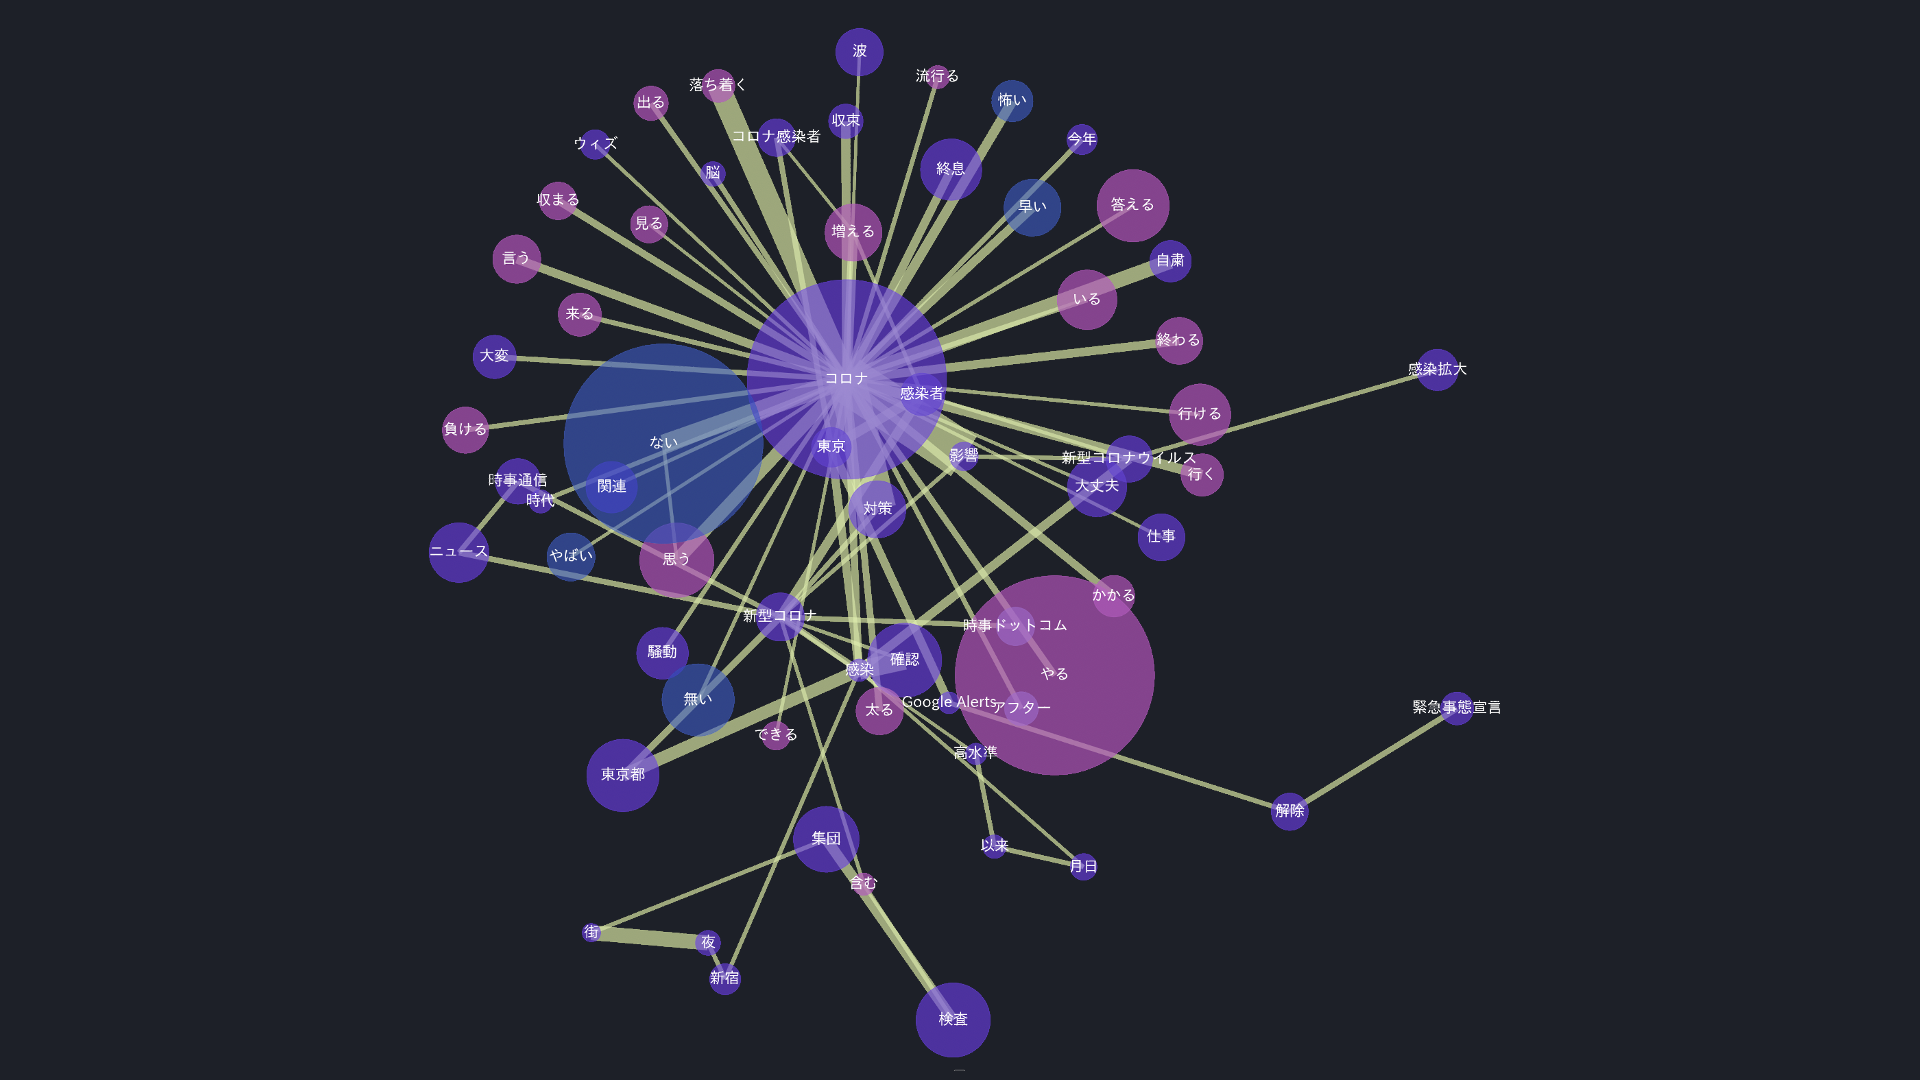 波
流行る
落ち着く
怖い
出る
収束
コロナ感染者
今年
ウィズ
終息
脳
収まる
早い
答える
見る
増える
言う
自粛
いる
来る
終わる
大変
感染拡大
コロナ
感染者
行ける
負ける
ない
東京
影響
新型コロナウイルス
行く
時事通信
関連
大丈夫
時代
対策
仕事
ニュース
やばい
思う
かかる
新型コロナ
時事ドットコム
騒動
確認
感染
やる
無い
Google Alerts
アフター
太る
緊急事態宣言
できる
高水準
東京都
解除
集団
以来
月日
含む
街
夜
新宿
検査